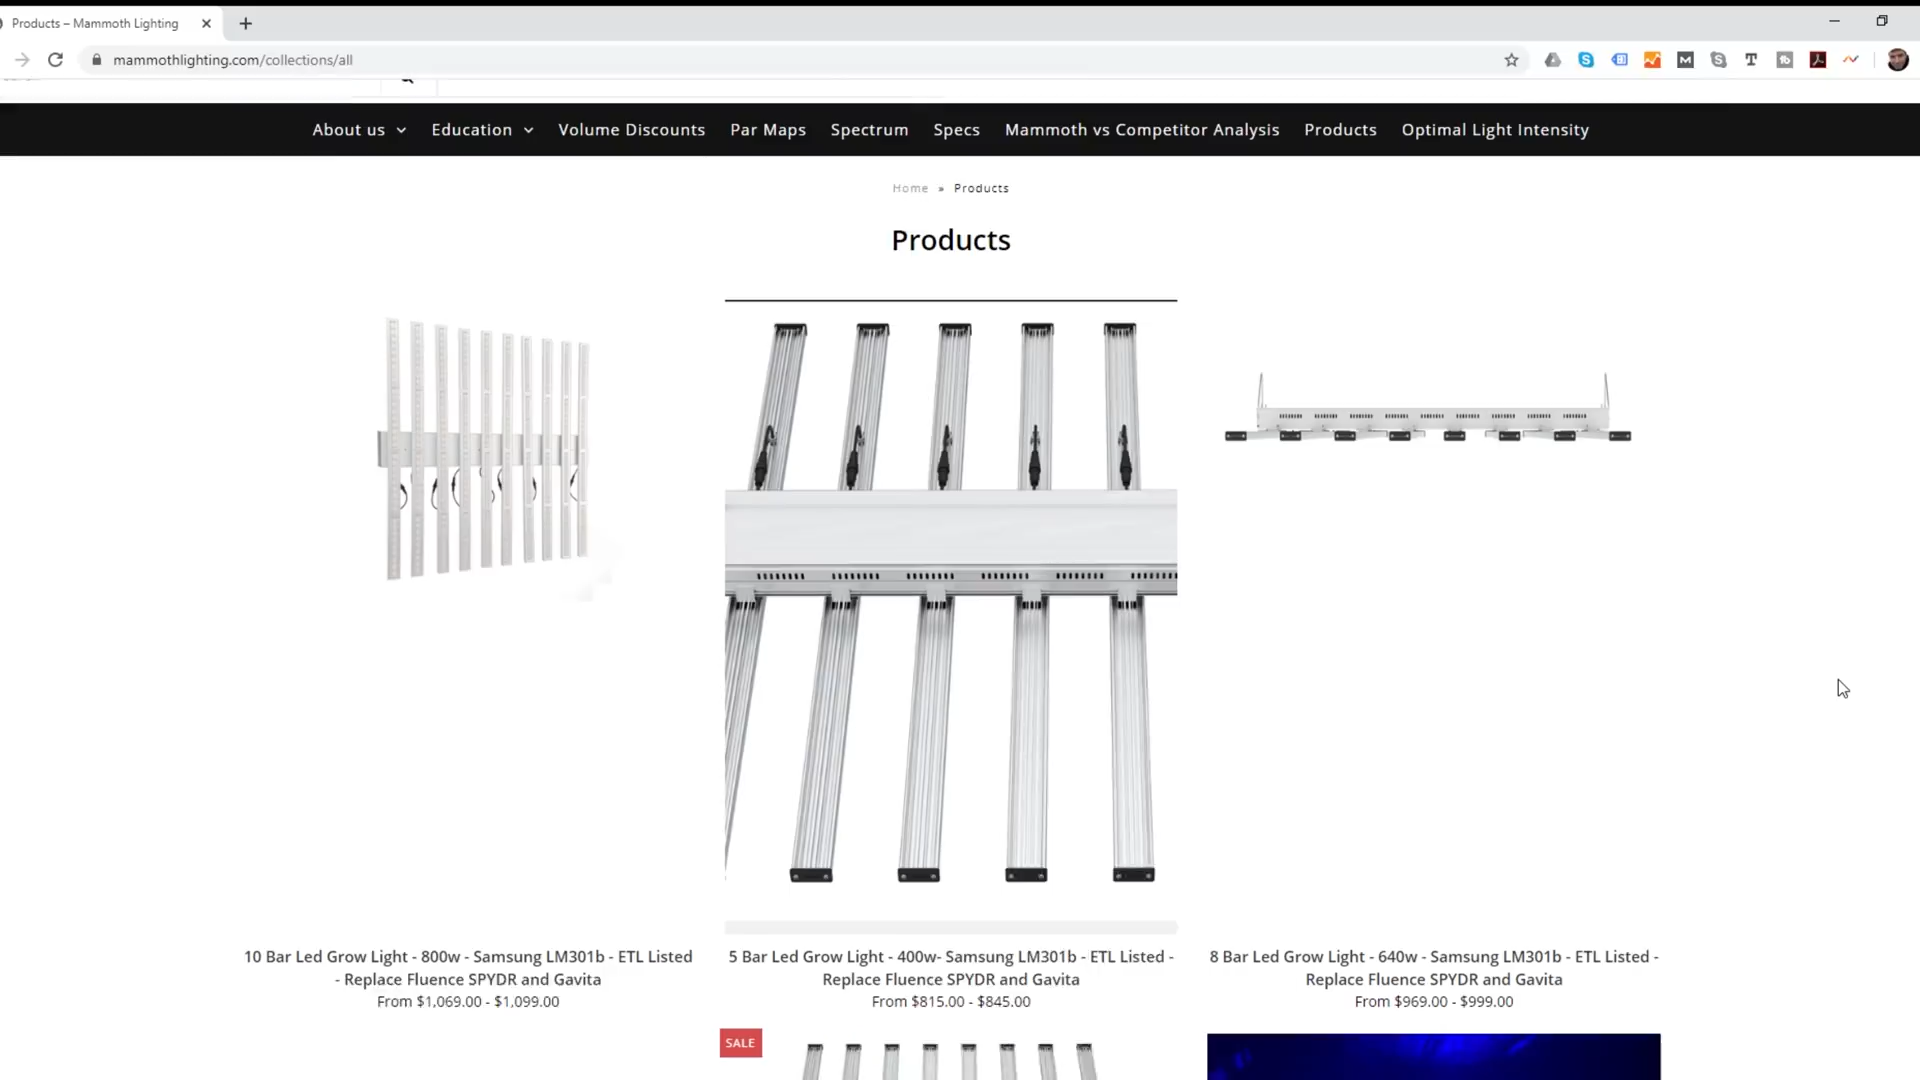 Products – Mammoth Lighting
mammothlighting.com/collections/all
About us Education Volume Discounts Par Maps Spectrum Specs Mammoth vs Competitor Analysis Products Optimal Light Intensity
Home » Products
Products
10 Bar Led Grow Light - 800w - Samsung LM301b - ETL Listed
- Replace Fluence SPYDR and Gavita
From $1,069.00 - $1,099.00
5 Bar Led Grow Light - 400w- Samsung LM301b - ETL Listed -
Replace Fluence SPYDR and Gavita
From $815.00 - $845.00
8 Bar Led Grow Light - 640w - Samsung LM301b - ETL Listed -
Replace Fluence SPYDR and Gavita
From $969.00 - $999.00
SALE